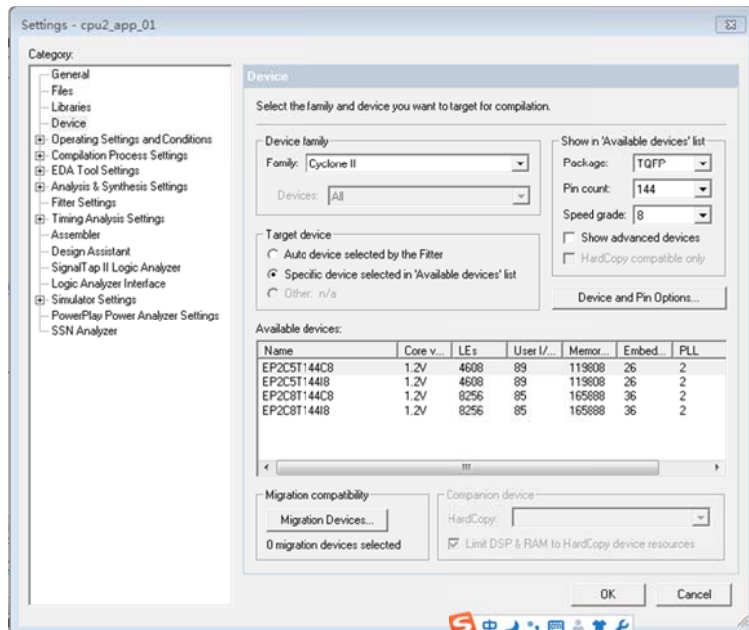 Settings - cpu2_app_01
Category:
General
Files
Libraries
Device
Operating Settings and Conditions
Compilation Process Settings
EDA Tool Settings
Analysis & Synthesis Settings
Fitter Settings
Timing Analysis Settings
Assembler
Design Assistant
SignalTap II Logic Analyzer
Logic Analyzer Interface
Simulator Settings
PowerPlay Power Analyzer Settings
SSN Analyzer
Device
Select the family and device you want to target for compilation.
Device family
Family: Cyclone II
Devices: All
Show in 'Available devices' list
Package: TQFP
Pin count: 144
Speed grade: 8
Show advanced devices
HardCopy compatible only
Target device
Auto device selected by the Fitter
Specific device selected in 'Available devices' list
Other: n/a
Device and Pin Options...
Available devices:
Name Core v... LEs User I/... Memor... Embed... PLL
EP2C5T144C8 1.2V 4608 89 119808 26 2
EP2C5T144I8 1.2V 4608 89 119808 26 2
EP2C8T144C8 1.2V 8256 85 165888 36 2
EP2C8T144I8 1.2V 8256 85 165888 36 2
Migration compatibility
Migration Devices...
0 migration devices selected
Companion device
HardCopy:
Limit DSP & RAM to HardCopy device resources
OK Cancel
S 中